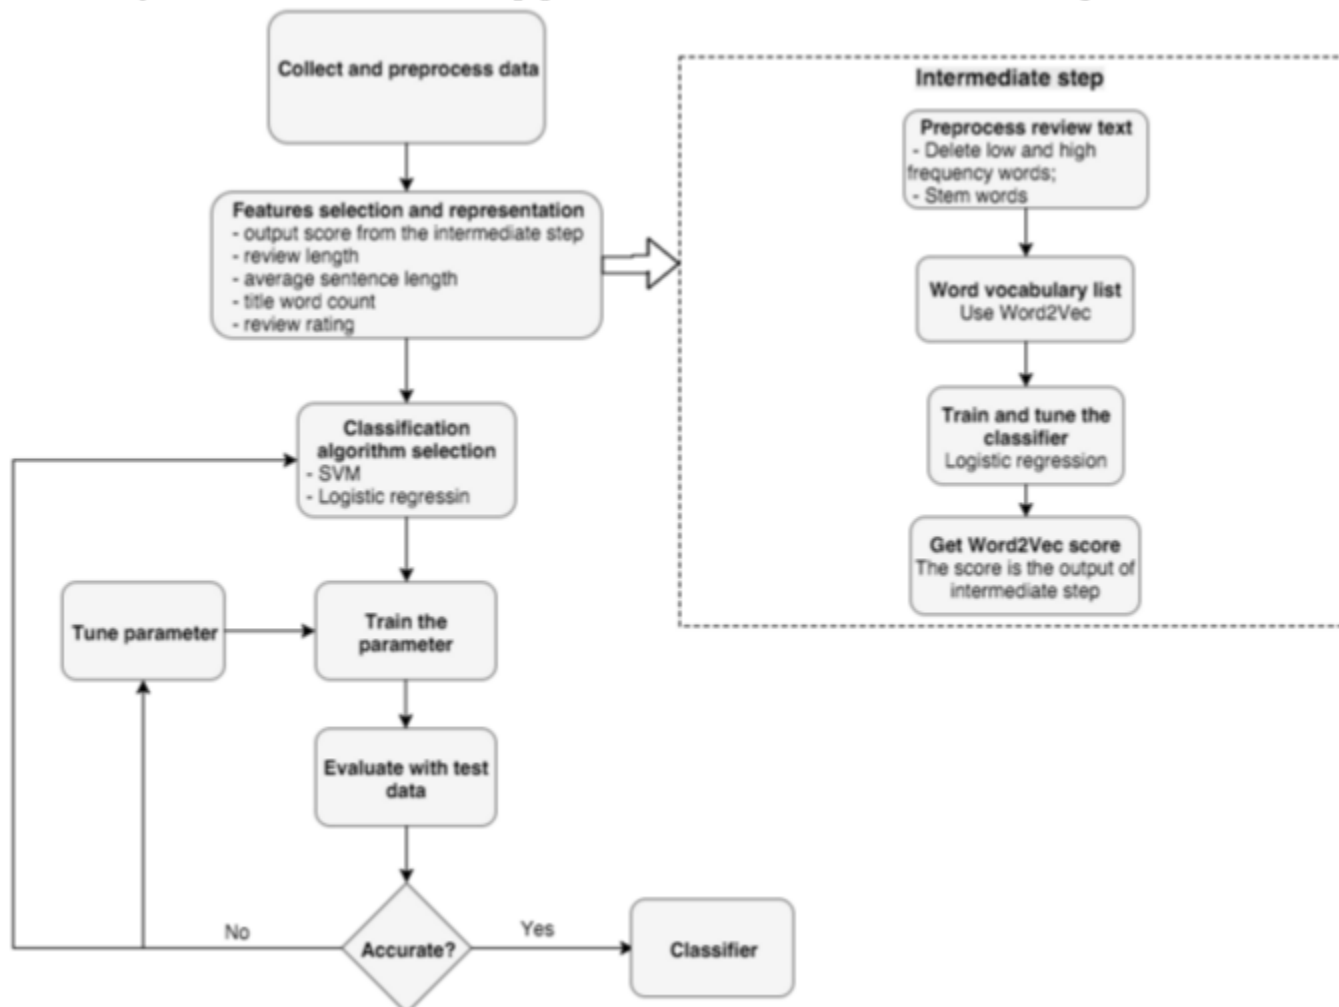 Collect and preprocess data
Features selection and representation
- output score from the intermediate step
- review length
- average sentence length
- title word count
- review rating
Classification
algorithm selection
- SVM
- Logistic regressin
Tune parameter
Train the
parameter
Evaluate with test
data
No
Accurate?
Yes
Classifier
Intermediate step
Preprocess review text
- Delete low and high
frequency words;
- Stem words
Word vocabulary list
Use Word2Vec
Train and tune the
classifier
Logistic regression
Get Word2Vec score
The score is the output of
intermediate step